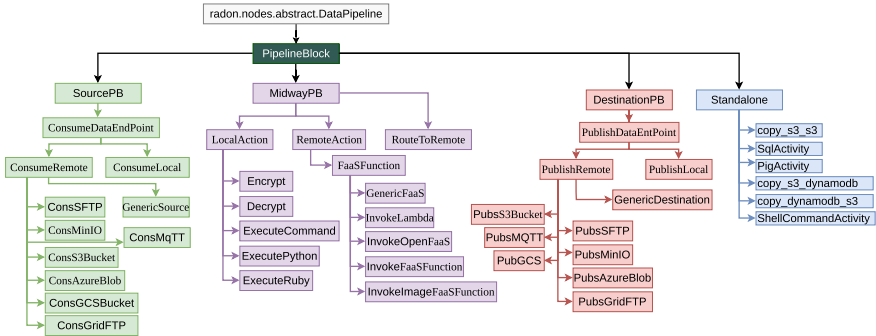 radon.nodes.abstract.DataPipeline
PipelineBlock
SourcePB
MidwayPB
DestinationPB
Standalone
ConsumeDataEndPoint
ConsumeRemote
ConsumeLocal
GenericSource
ConsSFTP
ConsMinIO
ConsMqTT
ConsS3Bucket
ConsAzureBlob
ConsGCSBucket
ConsGridFTP
LocalAction
RemoteAction
RouteToRemote
Encrypt
Decrypt
ExecuteCommand
ExecutePython
ExecuteRuby
FaaSFunction
GenericFaaS
InvokeLambda
InvokeOpenFaaS
InvokeFaaSFunction
InvokeImageFaaSFunction
PublishDataEntPoint
PublishRemote
PublishLocal
GenericDestination
PubsS3Bucket
PubsMQTT
PubGCS
PubsSFTP
PubsMinIO
PubsAzureBlob
PubsGridFTP
copy_s3_s3
SqlActivity
PigActivity
copy_s3_dynamodb
copy_dynamodb_s3
ShellCommandActivity